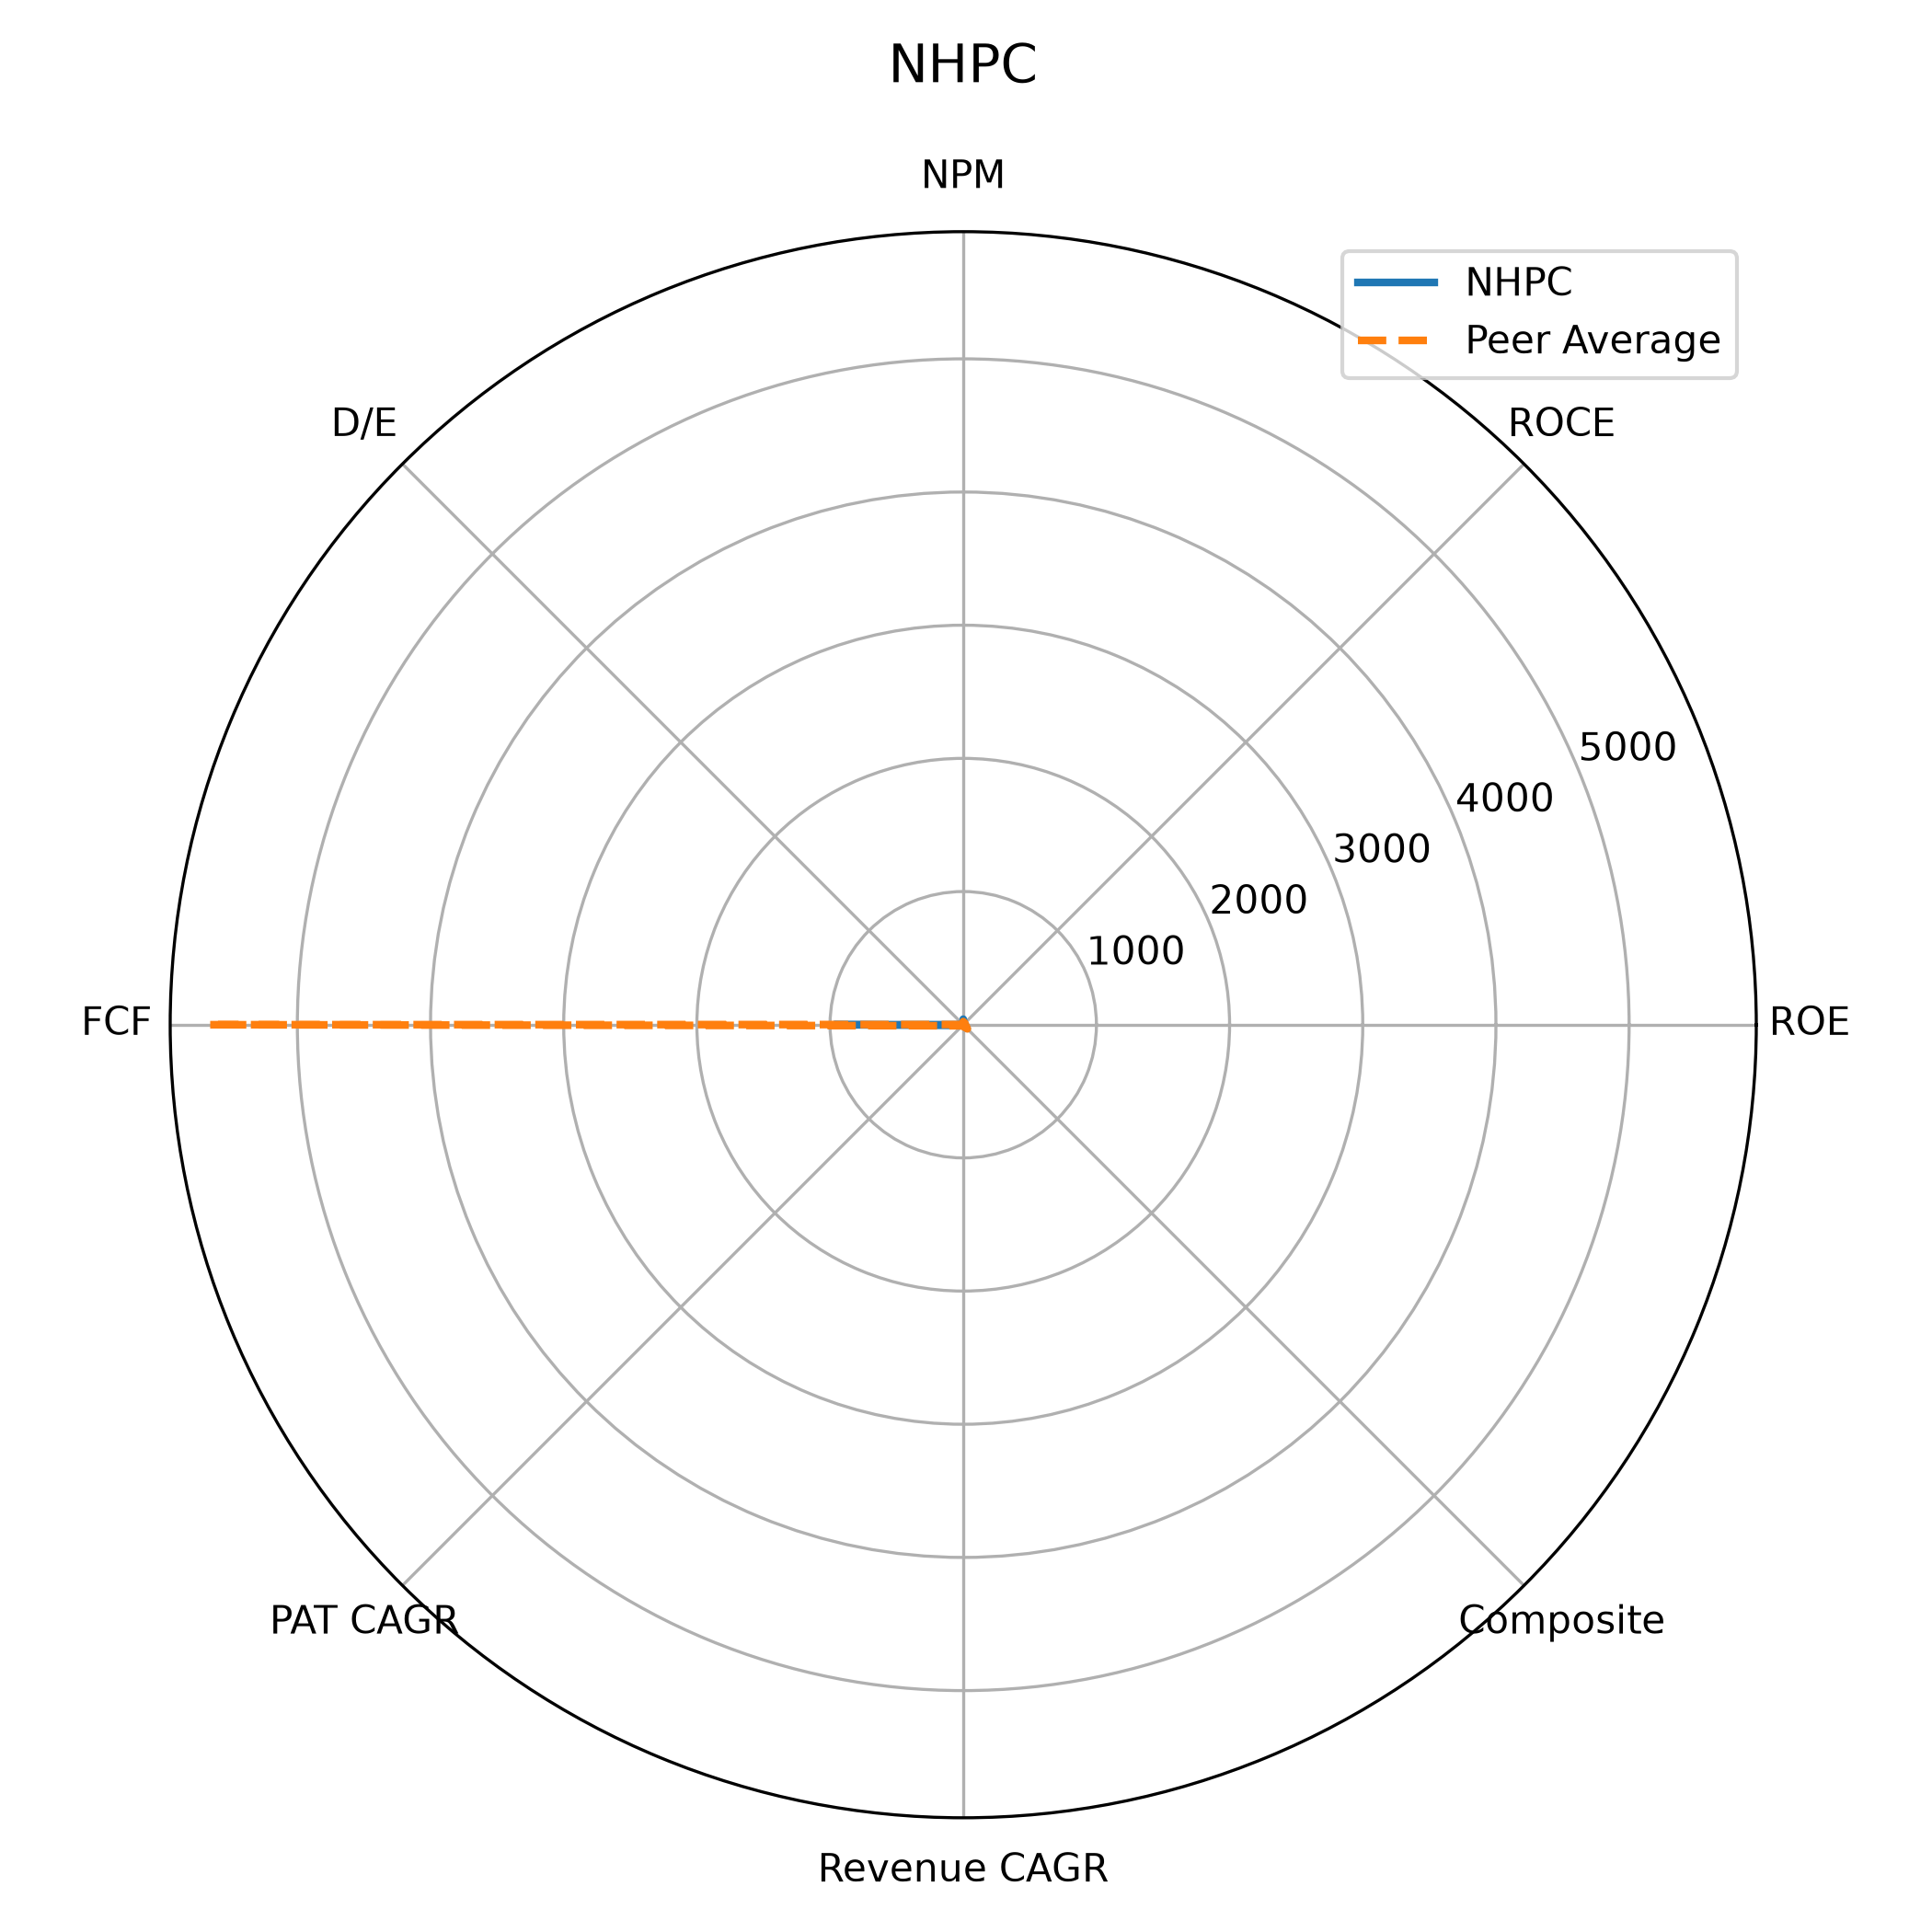 NHPC
NPM
NHPC
Peer Average
D/E
ROCE
5000
4000
3000
2000
1000
FCF
ROE
PAT CAGR
Composite
Revenue CAGR